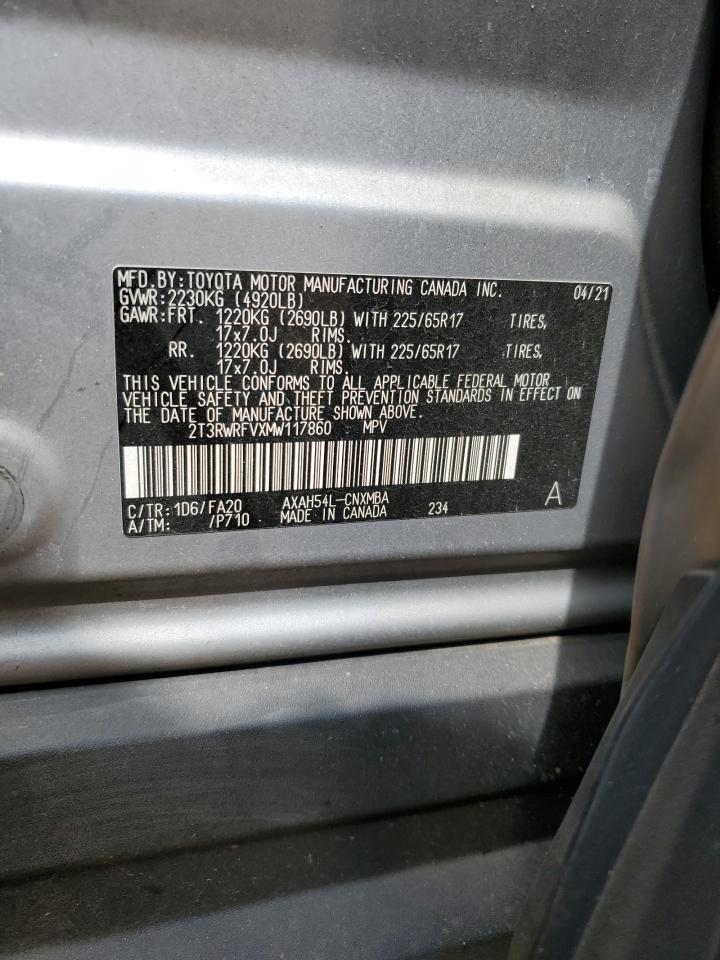 MFD.BY:TOYOTA MOTOR MANUFACTURING CANADA INC. 04/21
GVWR:2230KG (4920LB)
GAWR:FRT. 1220KG (2690LB) WITH 225/65R17 TIRES,
17x7.0J RIMS.
RR. 1220KG (2690LB) WITH 225/65R17 TIRES,
17x7.0J RIMS.
THIS VEHICLE CONFORMS TO ALL APPLICABLE FEDERAL MOTOR
VEHICLE SAFETY AND THEFT PREVENTION STANDARDS IN EFFECT ON
THE DATE OF MANUFACTURE SHOWN ABOVE.
2T3RWRFVXMW117860 MPV
C/TR:1D6/FA20 AXAH54L-CNXMBA
A/TM: /P710 MADE IN CANADA 234 A